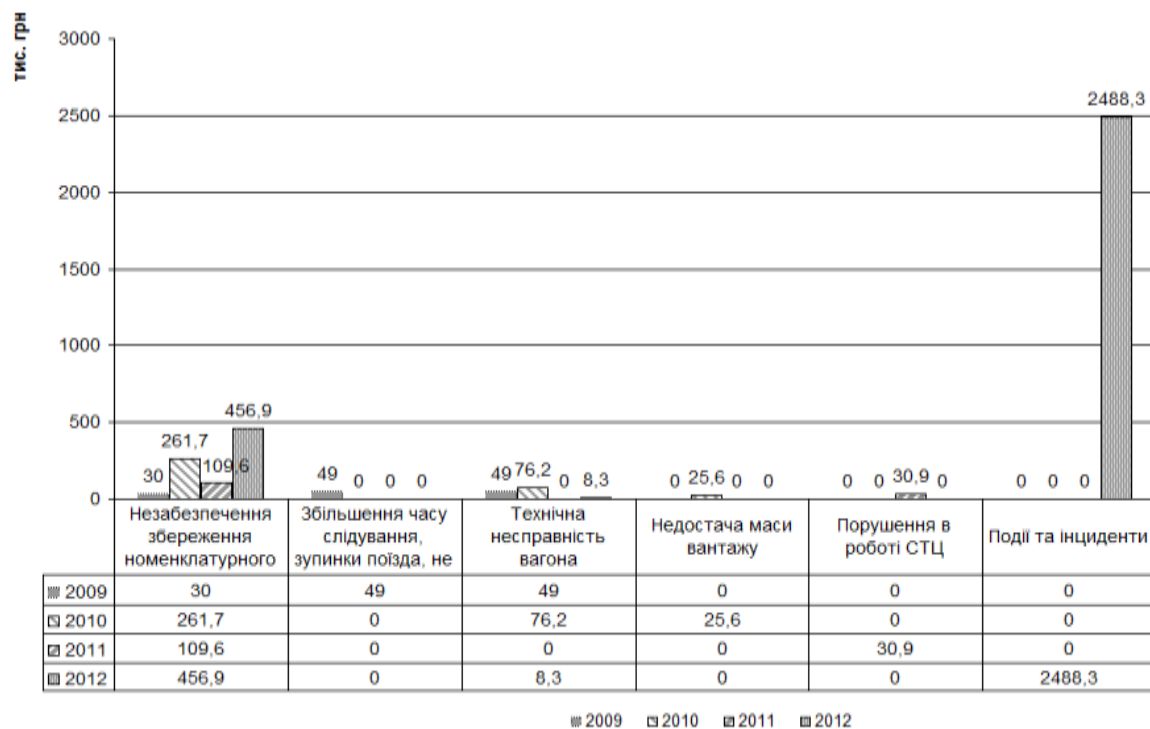 тис. грн
3000
2500
2000
1500
1000
500
0
30
261,7
109,6
456,9
49
0
0
0
49
76,2
0
8,3
0
25,6
0
0
0
0
30,9
0
0
0
0
2488,3
Незабезпечення збереження номенклатурного
Збільшення часу слідування, зупинки поїзда, не
Технічна несправність вагона
Недостача маси вантажу
Порушення в роботі СТЦ
Події та інциденти
2009 30 49 49 0 0 0
2010 261,7 0 76,2 25,6 0 0
2011 109,6 0 0 0 30,9 0
2012 456,9 0 8,3 0 0 2488,3
2009 2010 2011 2012